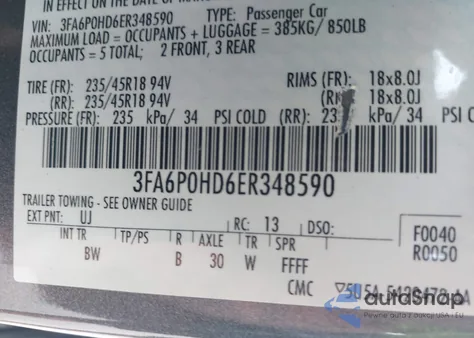 IN EFFECT ON THE DATE OF
VIN: 3FA6P0HD6ER348590 TYPE: Passenger Car
MAXIMUM LOAD = OCCUPANTS + LUGGAGE = 385KG/ 850LB
OCCUPANTS = 5 TOTAL; 2 FRONT, 3 REAR
TIRE (FR): 235/45R18 94V RIMS (FR): 18x8.0J
(RR): 235/45R18 94V 18x8.0J
PRESSURE (FR): 235 kPa/ 34 PSI COLD (RR): kPa/ 34
3FA6P0HD6ER348590
TRAILER TOWING - SEE OWNER GUIDE
EXT PNT: UJ RC: 13 DSO: F0040
INT TR TP/PS R AXLE TR SPR R0050
BW B 30 W FFFF
CMC
autoSnap